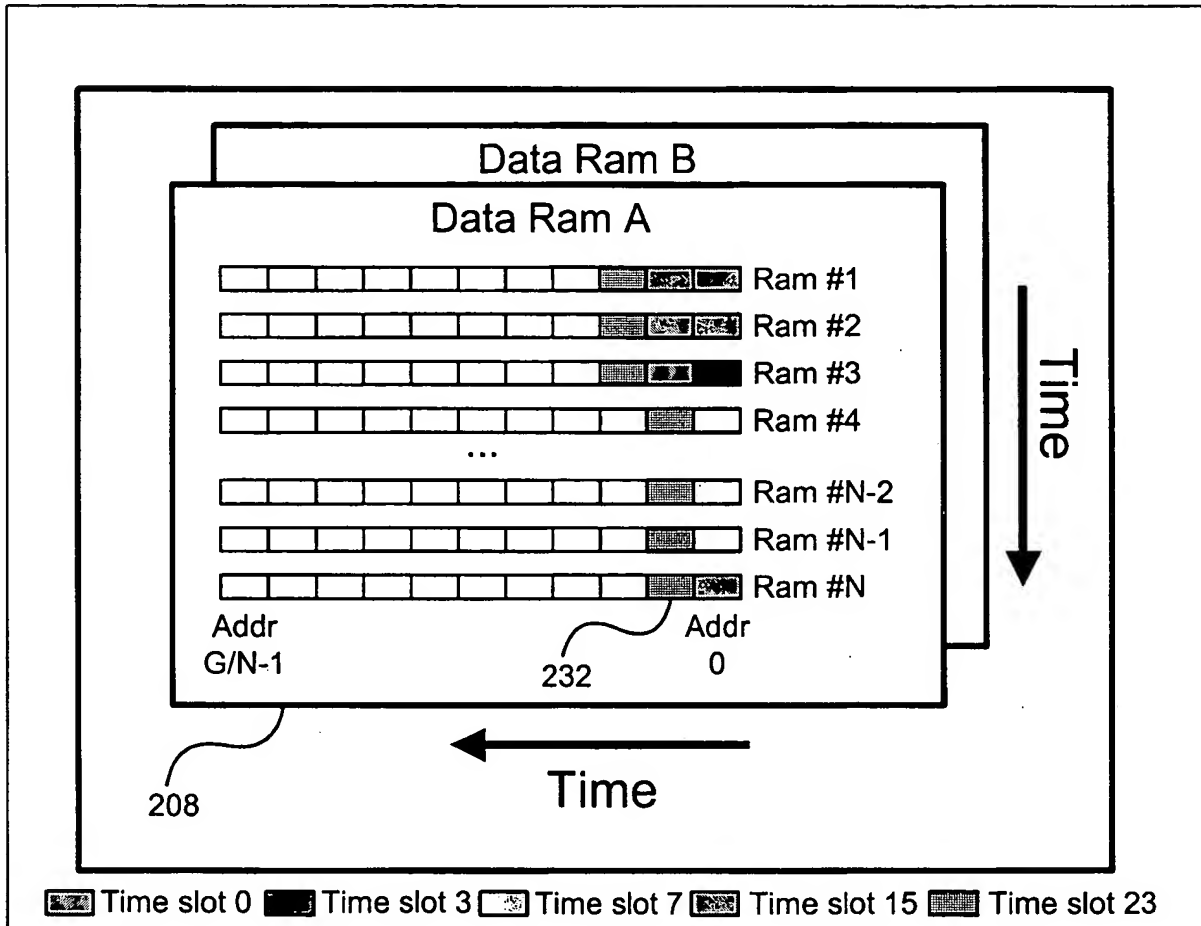 Data Ram B
Data Ram A
Ram #1
Ram #2
Ram #3
Ram #4
...
Ram #N-2
Ram #N-1
Ram #N
Addr
G/N-1
232
Addr
0
Time
208
Time
Time slot 0 Time slot 3 Time slot 7 Time slot 15 Time slot 23